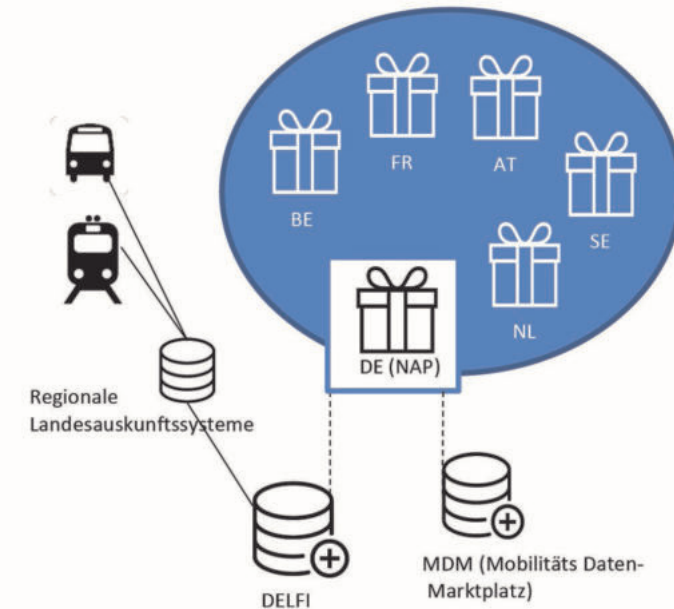 FR
AT
BE
SE
NL
DE (NAP)
Regionale
Landesauskunftssysteme
MDM (Mobilitäts Daten-
Marktplatz)
DELFI